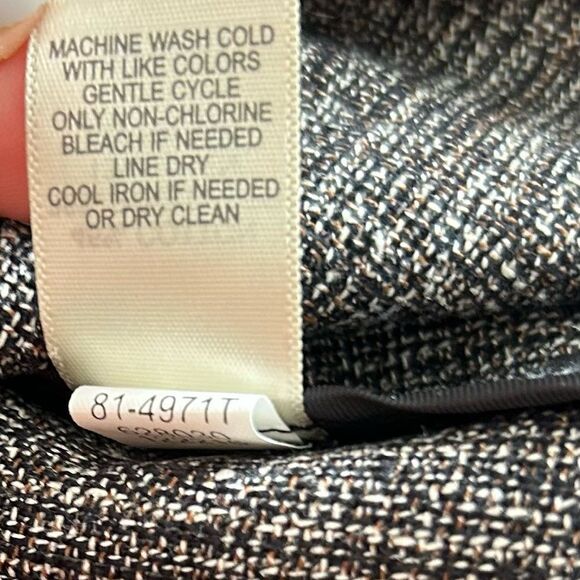 MACHINE WASH COLD
WITH LIKE COLORS
GENTLE CYCLE
ONLY NON-CHLORINE
BLEACH IF NEEDED
LINE DRY
COOL IRON IF NEEDED
OR DRY CLEAN
81-4971T